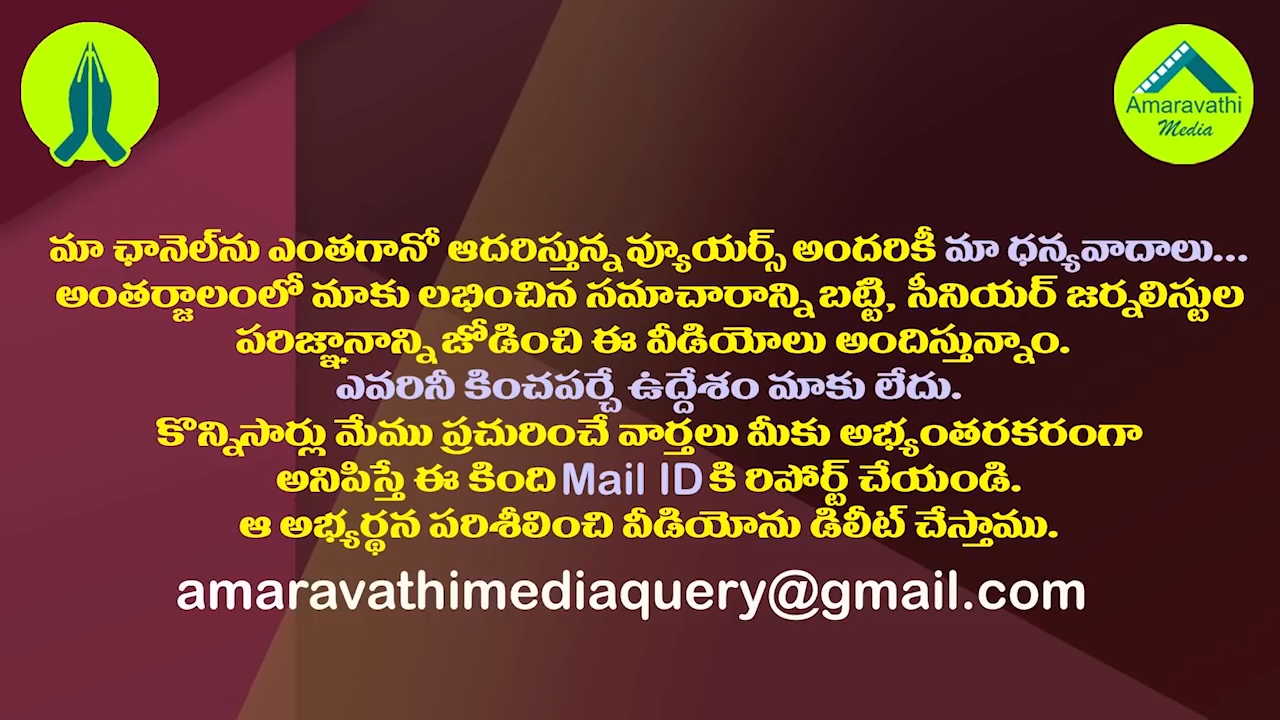 Amaravathi
Media
మా ఛానెల్‌ను ఎంతగానో ఆదరిస్తున్న వ్యూయర్స్ అందరికీ మా ధన్యవాదాలు...
అంతర్జాలంలో మాకు లభించిన సమాచారాన్ని బట్టి, సీనియర్ జర్నలిస్టుల
పరిజ్ఞానాన్ని జోడించి ఈ వీడియోలు అందిస్తున్నాం.
ఎవరినీ కించపర్చే ఉద్దేశం మాకు లేదు.
కొన్నిసార్లు మేము ప్రచురించే వార్తలు మీకు అభ్యంతరకరంగా
అనిపిస్తే ఈ కింది Mail ID కి రిపోర్ట్ చేయండి.
ఆ అభ్యర్థన పరిశీలించి వీడియోను డిలీట్ చేస్తాము.
amaravathimediaquery@gmail.com